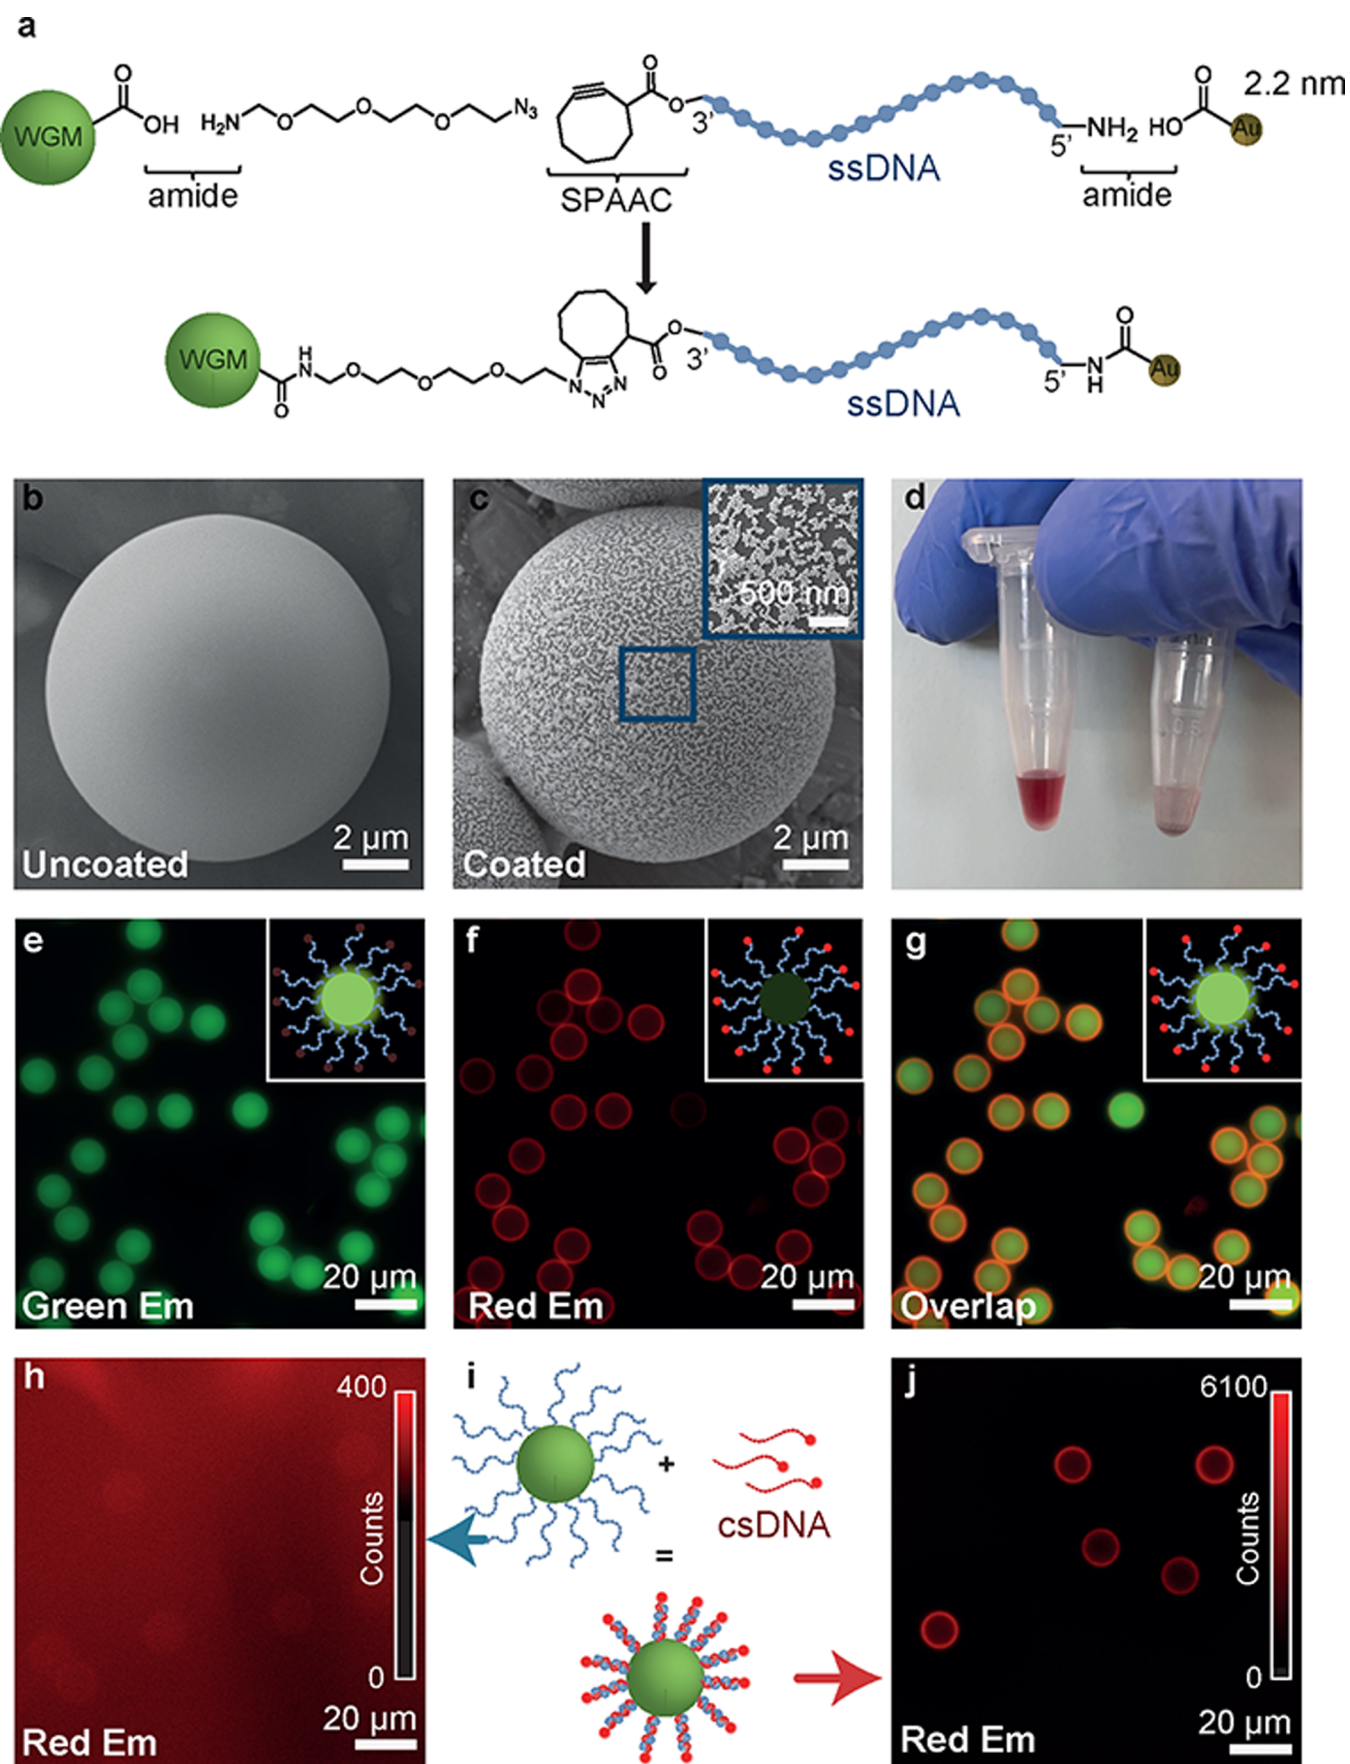 a
O
WGM
OH
H₂N
O
O
O
N₃
O
O
3'
ssDNA
5'
NH₂
HO
O
Au
2.2 nm
amide
SPAAC
amide
WGM
O
H
N
O
O
O
N
N
N
O
O
3'
ssDNA
5'
N
H
O
Au
b
Uncoated
2 μm
c
500 nm
Coated
2 μm
d
e
Green Em
20 μm
f
Red Em
20 μm
g
Overlap
20 μm
h
400
Counts
0
20 μm
Red Em
i
+
csDNA
=
j
6100
Counts
0
20 μm
Red Em